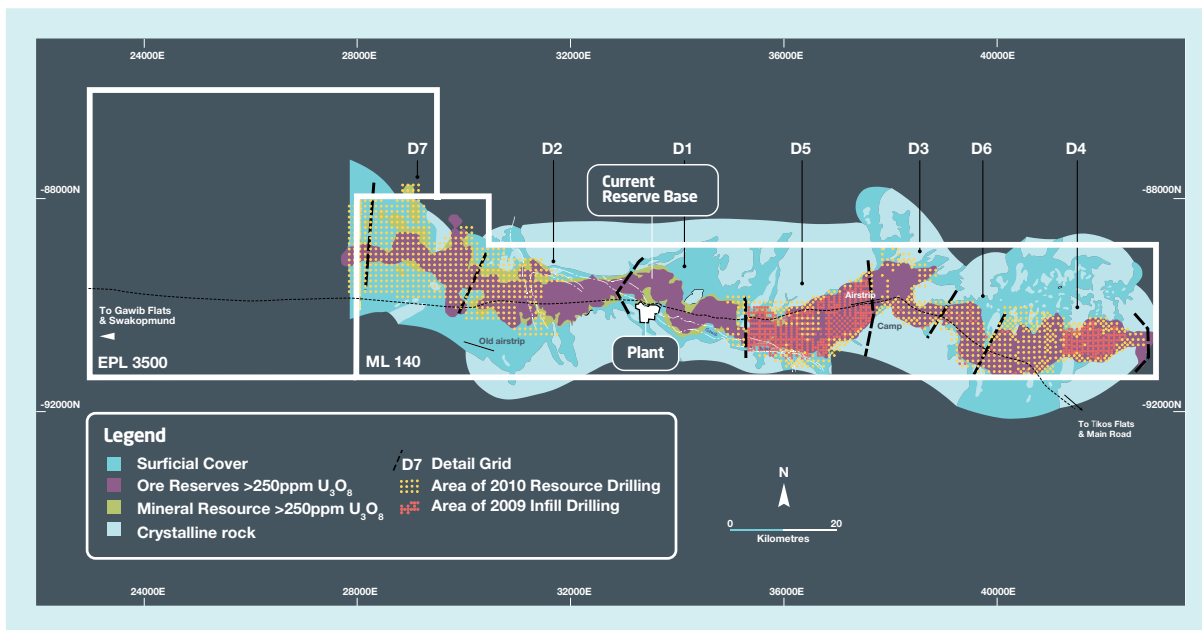 24000E
28000E
32000E
36000E
40000E
D7
D2
D1
D5
D3
D6
D4
-88000N
-88000N
Current
Reserve Base
Airstrip
To Gawib Flats
& Swakopmund
Camp
Old airstrip
Plant
EPL 3500
ML 140
-92000N
-92000N
To Tikos Flats
& Main Road
Legend
Surficial Cover
Ore Reserves >250ppm U3O8
Mineral Resource >250ppm U3O8
Crystalline rock
D7 Detail Grid
Area of 2010 Resource Drilling
Area of 2009 Infill Drilling
N
0 20
Kilometres
24000E
28000E
32000E
36000E
40000E